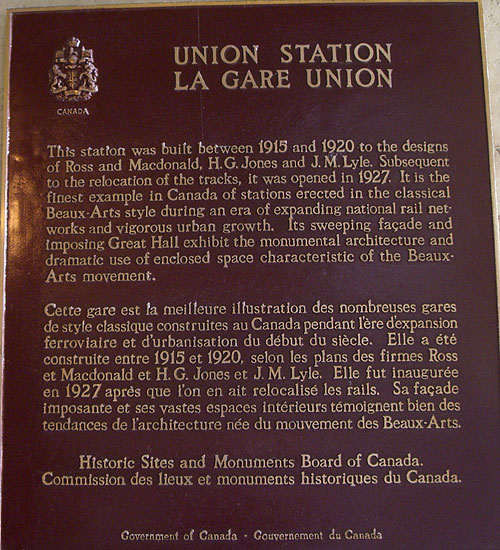 CANADA
UNION STATION
LA GARE UNION
This station was built between 1915 and 1920 to the designs
of Ross and Macdonald, H.G. Jones and J.M. Lyle. Subsequent
to the relocation of the tracks, it was opened in 1927. It is the
finest example in Canada of stations erected in the classical
Beaux-Arts style during an era of expanding national rail net-
works and vigorous urban growth. Its sweeping façade and
imposing Great Hall exhibit the monumental architecture and
dramatic use of enclosed space characteristic of the Beaux-
Arts movement.
Cette gare est la meilleure illustration des nombreuses gares
de style classique construites au Canada pendant l'ère d'expansion
ferroviaire et d'urbanisation du début du siècle. Elle a été
construite entre 1915 et 1920, selon les plans des firmes Ross
et Macdonald et H.G. Jones et J.M. Lyle. Elle fut inaugurée
en 1927 après que l'on en ait relocalisé les rails. Sa façade
imposante et ses vastes espaces intérieurs témoignent bien des
tendances de l'architecture née du mouvement des Beaux-Arts.
Historic Sites and Monuments Board of Canada.
Commission des lieux et monuments historiques du Canada.
Government of Canada - Gouvernement du Canada